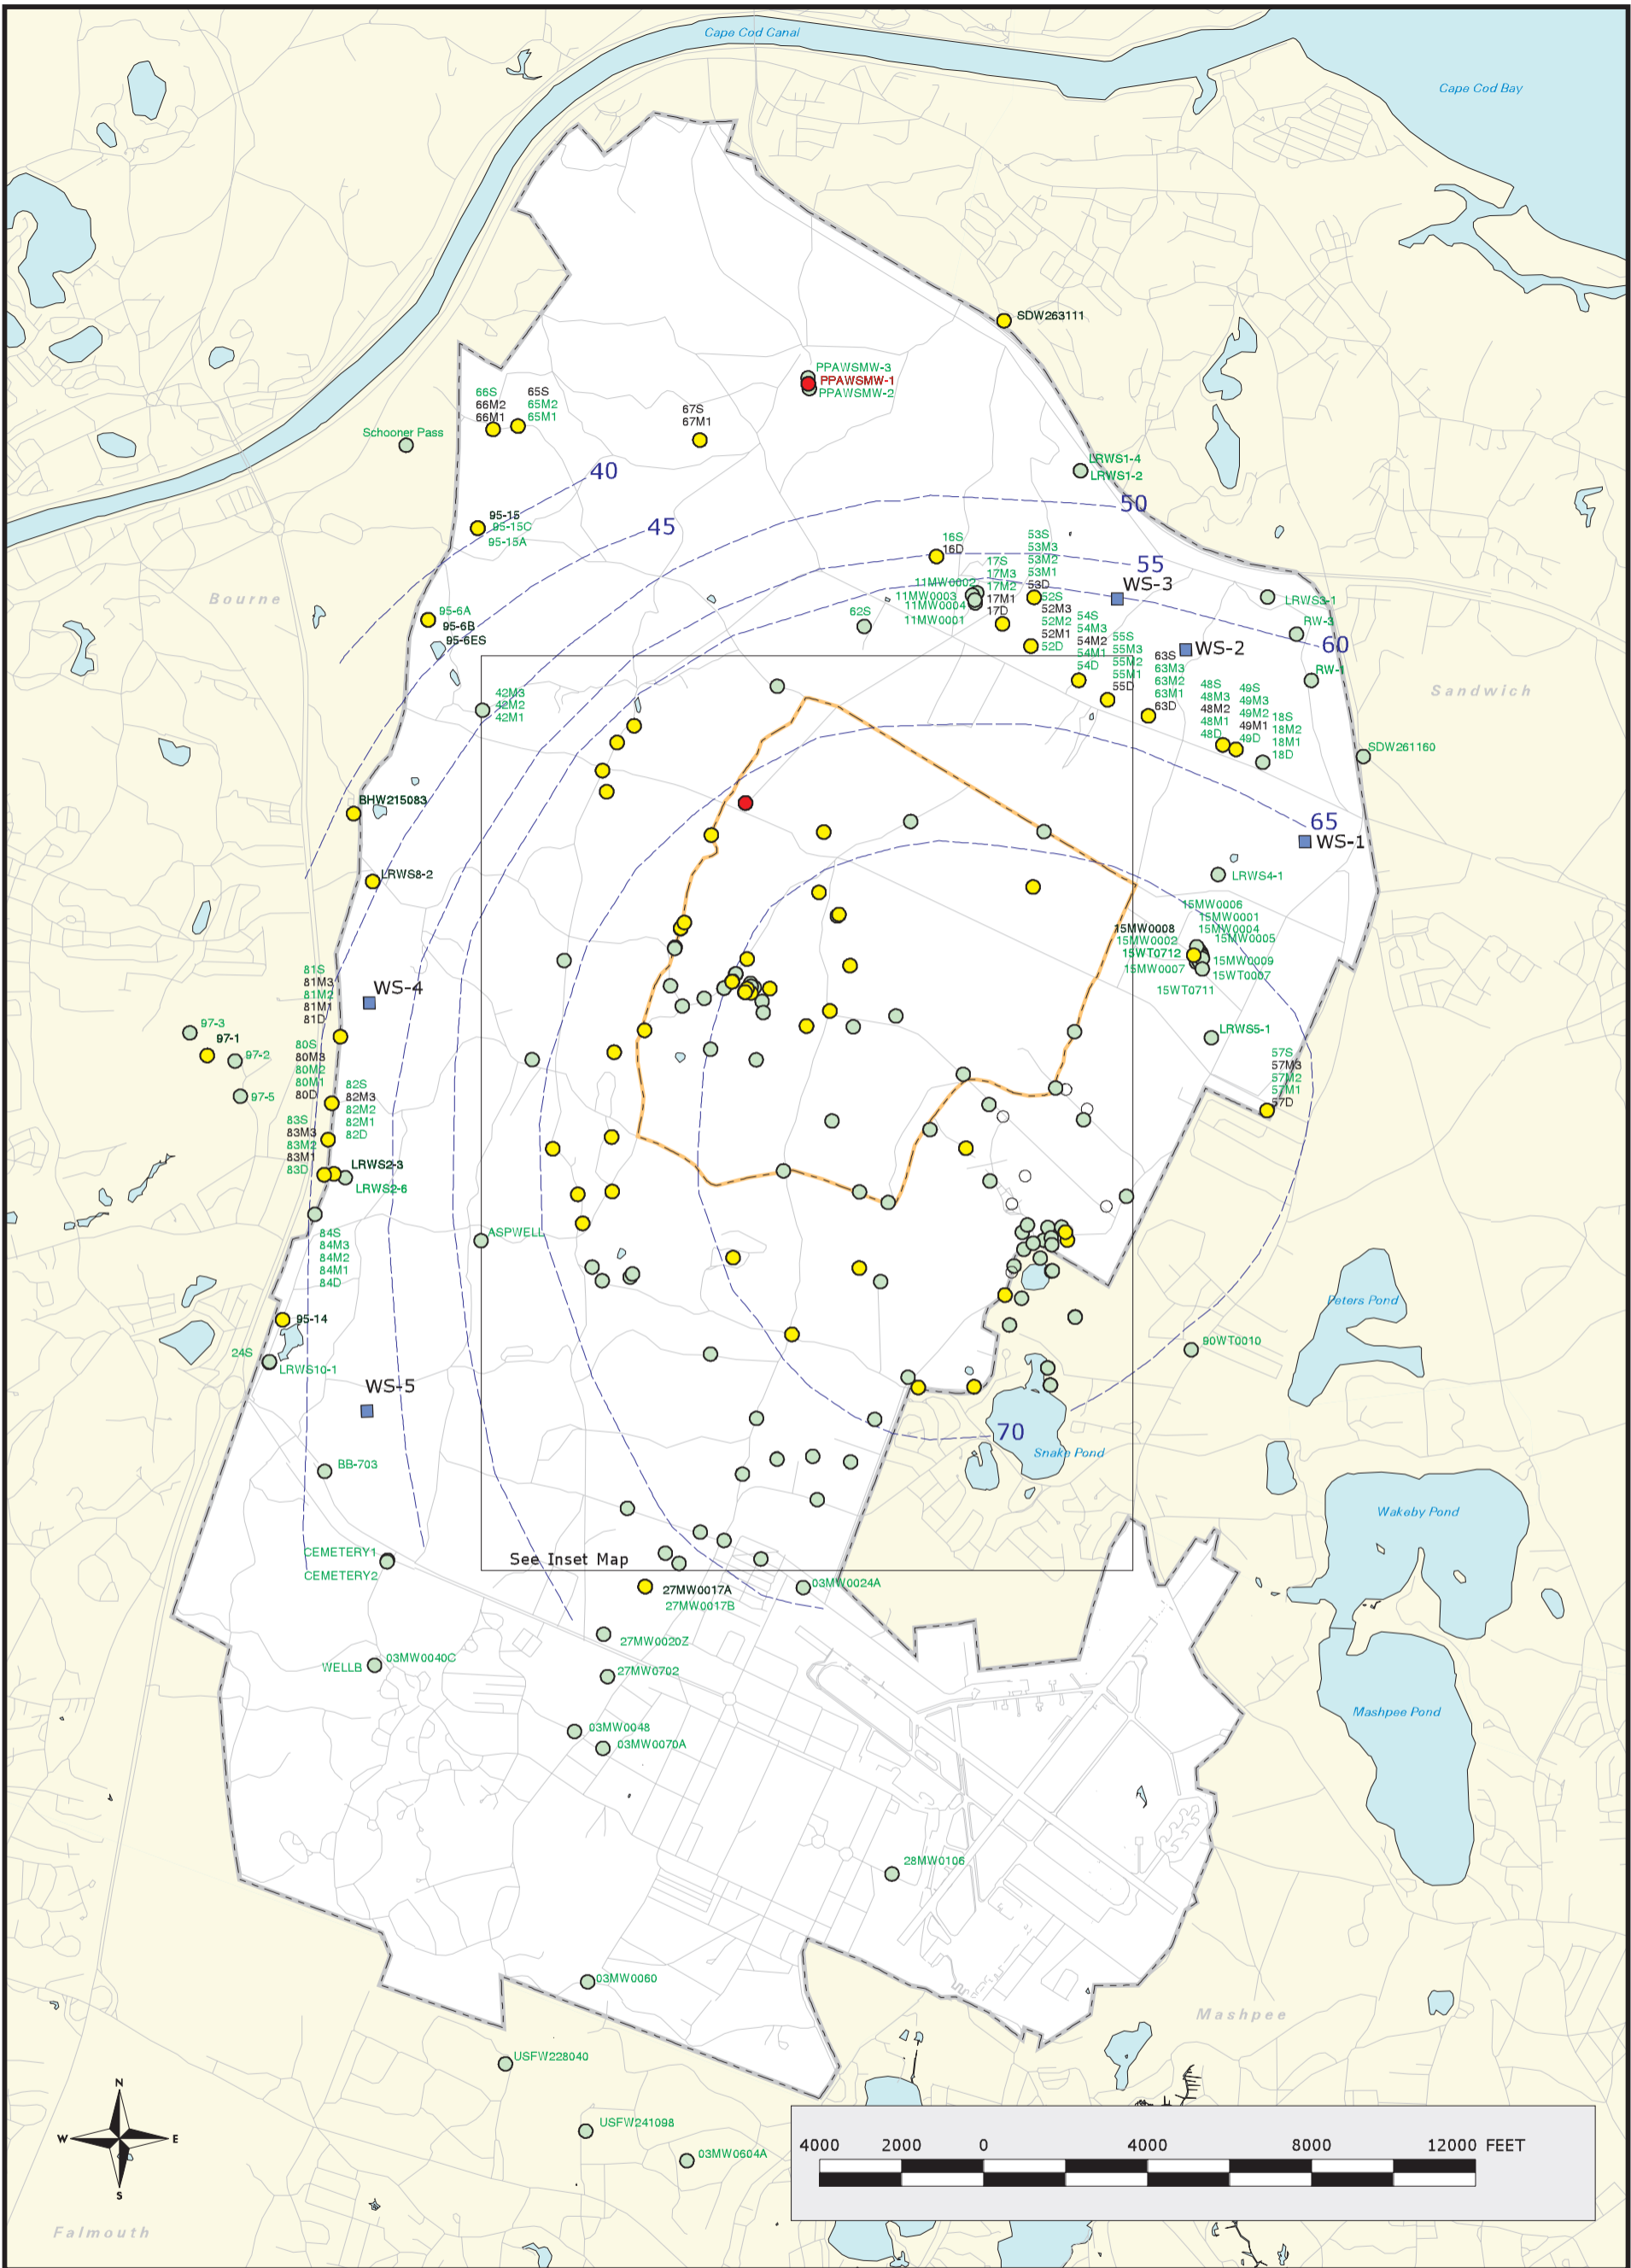 Cape Cod Canal
Cape Cod Bay
SDW263111
PPAWSMW-3
PPAWSMW-1
PPAWSMW-2
66S
66M2
66M1
65S
65M2
65M1
67S
67M1
Schooner Pass
LRWS1-4
LRWS1-2
40
45
50
95-15
95-15C
95-15A
16S
16D
53S
53M3
53M2
53M1
53D
55
WS-3
17S
17M3
17M2
17M1
17D
11MW0002
11MW0003
11MW0004
11MW0001
Bourne
95-6A
95-6B
95-6ES
62S
52S
52M3
52M2
52M1
52D
54S
54M3
54M2
54M1
54D
55S
55M3
55M2
55M1
55D
LRWS3-1
RW-3
60
WS-2
RW-1
63S
63M3
63M2
63M1
63D
Sandwich
42M3
42M2
42M1
48S
48M3
48M2
48M1
48D
49S
49M3
49M2
49M1
49D
18S
18M2
18M1
18D
SDW261160
BHW215083
65
WS-1
LRWS8-2
LRWS4-1
15MW0006
15MW0001
15MW0004
15MW0008
15MW0002
15MW0005
15WT0712
15MW0009
15MW0007
15WT0007
15WT0711
81S
81M3
81M2
81M1
81D
WS-4
97-3
97-1
97-2
97-5
LRWS5-1
80S
80M3
80M2
80M1
80D
57S
57M3
57M2
57M1
57D
82S
82M3
82M2
82M1
82D
83S
83M3
83M2
83M1
83D
LRWS2-3
LRWS2-6
84S
84M3
84M2
84M1
84D
ASPWELL
95-14
Peters Pond
90WT0010
24S
LRWS10-1
WS-5
70
Snake Pond
BB-703
Wakeby Pond
CEMETERY1
CEMETERY2
See Inset Map
27MW0017A
27MW0017B
03MW0024A
27MW0020Z
WELLB
03MW0040C
27MW0702
Mashpee Pond
03MW0048
03MW0070A
28MW0106
03MW0060
Mashpee
USFW228040
USFW241098
03MW0604A
N
W
E
S
4000 2000 0 4000 8000 12000 FEET
Falmouth